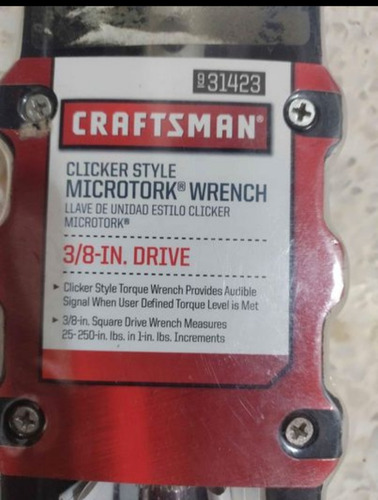 9 31423
CRAFTSMAN®
CLICKER STYLE
MICROTORK® WRENCH
LLAVE DE UNIDAD ESTILO CLICKER
MICROTORK®
3/8-IN. DRIVE
▸ Clicker Style Torque Wrench Provides Audible
Signal When User Defined Torque Level is Met
▸ 3/8-in. Square Drive Wrench Measures
25-250-in. lbs. in 1-in. lbs. Increments